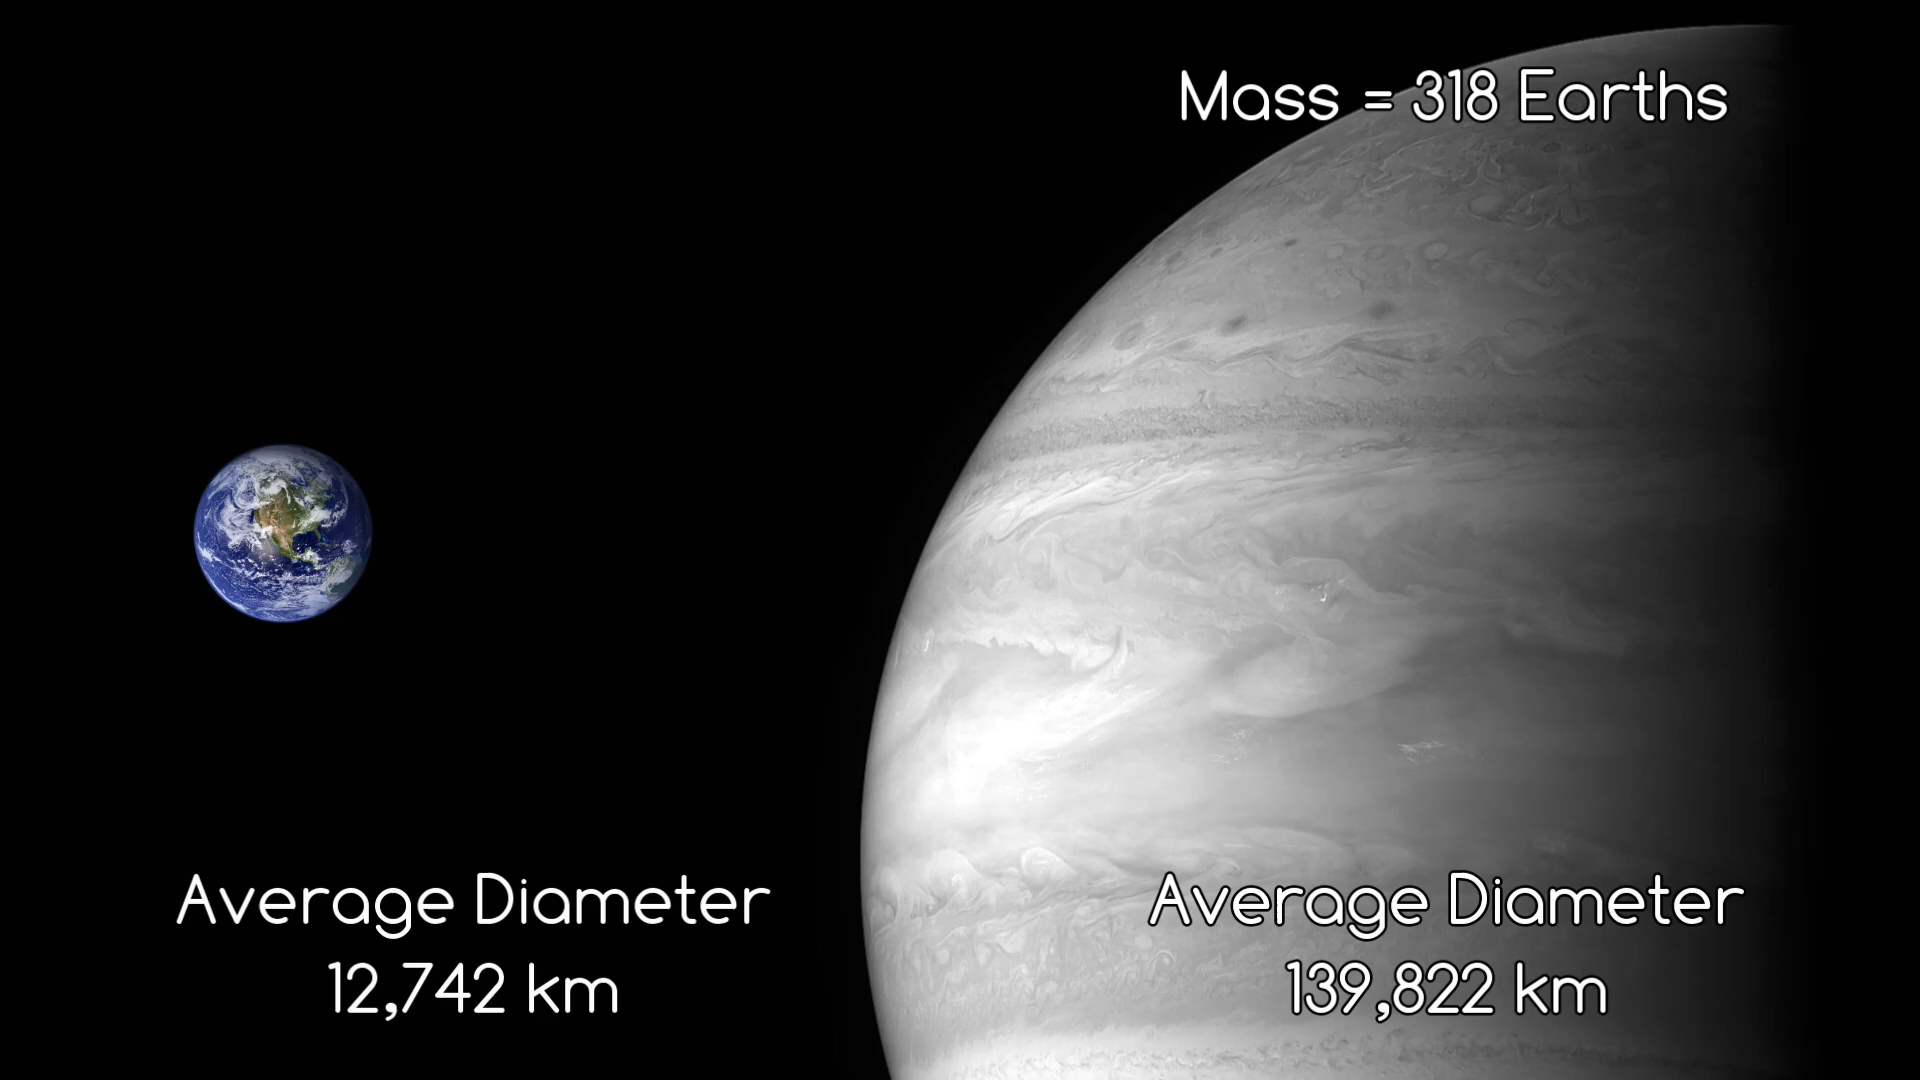 Mass = 318 Earths
Average Diameter
12,742 km
Average Diameter
139,822 km